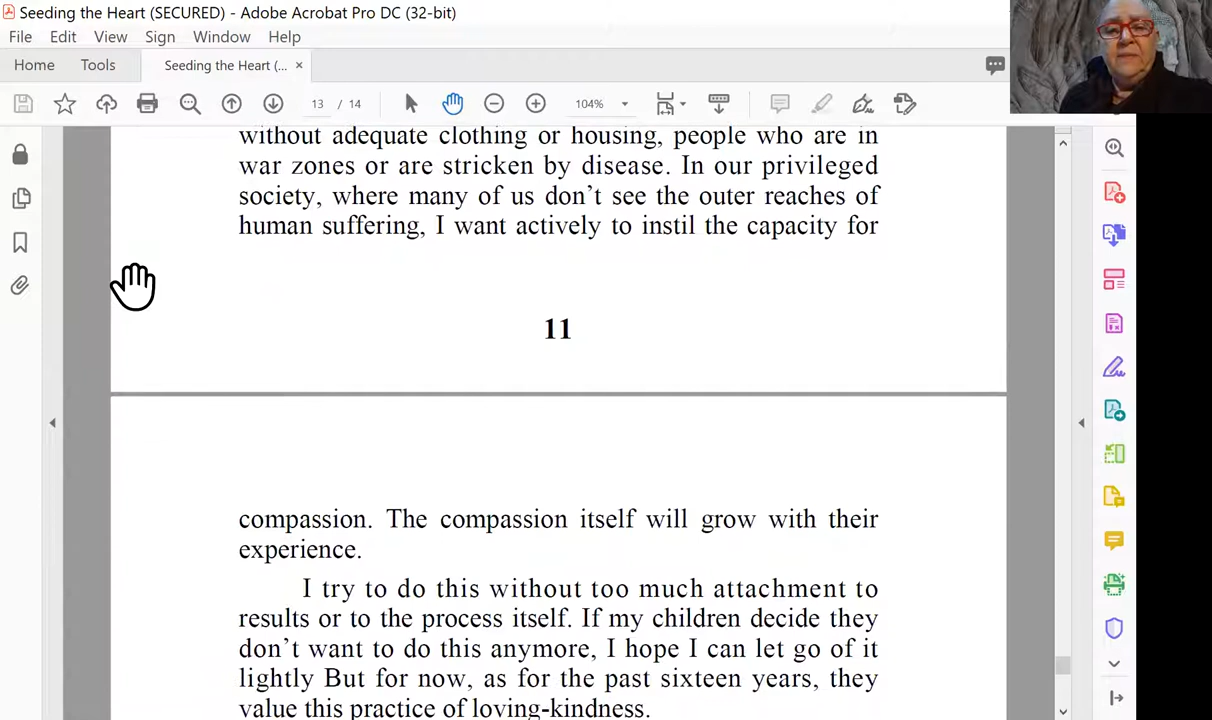 Seeding the Heart (SECURED) - Adobe Acrobat Pro DC (32-bit)
File Edit View Sign Window Help
Home Tools Seeding the Heart (... ×
13 / 14 104%
without adequate clothing or housing, people who are in
war zones or are stricken by disease. In our privileged
society, where many of us don't see the outer reaches of
human suffering, I want actively to instil the capacity for
11
compassion. The compassion itself will grow with their
experience.
I try to do this without too much attachment to
results or to the process itself. If my children decide they
don't want to do this anymore, I hope I can let go of it
lightly But for now, as for the past sixteen years, they
value this practice of loving-kindness.